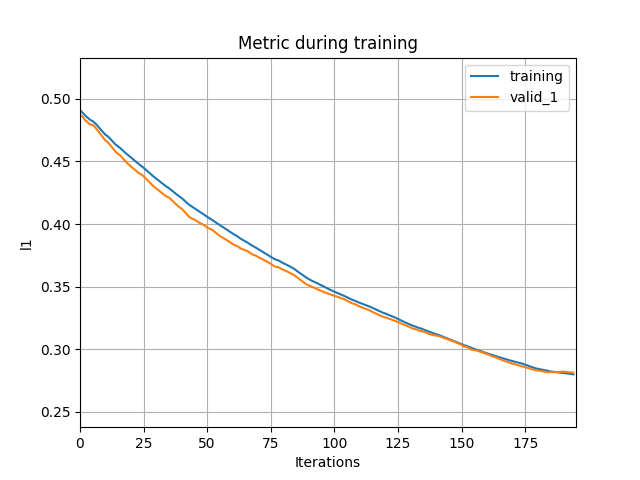 Metric during training
training
valid_1
0.50
0.45
0.40
0.35
0.30
0.25
l1
0 25 50 75 100 125 150 175
Iterations